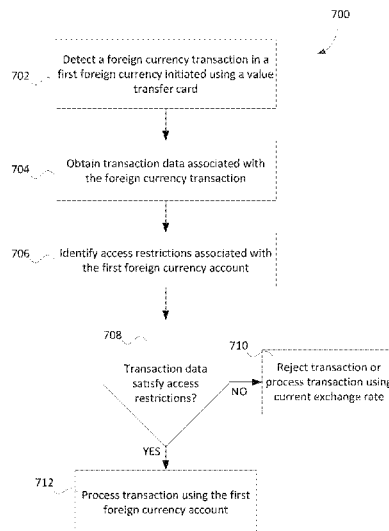 700
702
Detect a foreign currency transaction in a
first foreign currency initiated using a value
transfer card
704
Obtain transaction data associated with
the foreign currency transaction
706
Identify access restrictions associated with
the first foreign currency account
708
Transaction data
satisfy access
restrictions?
710
Reject transaction or
process transaction using
current exchange rate
NO
YES
712
Process transaction using the first
foreign currency account